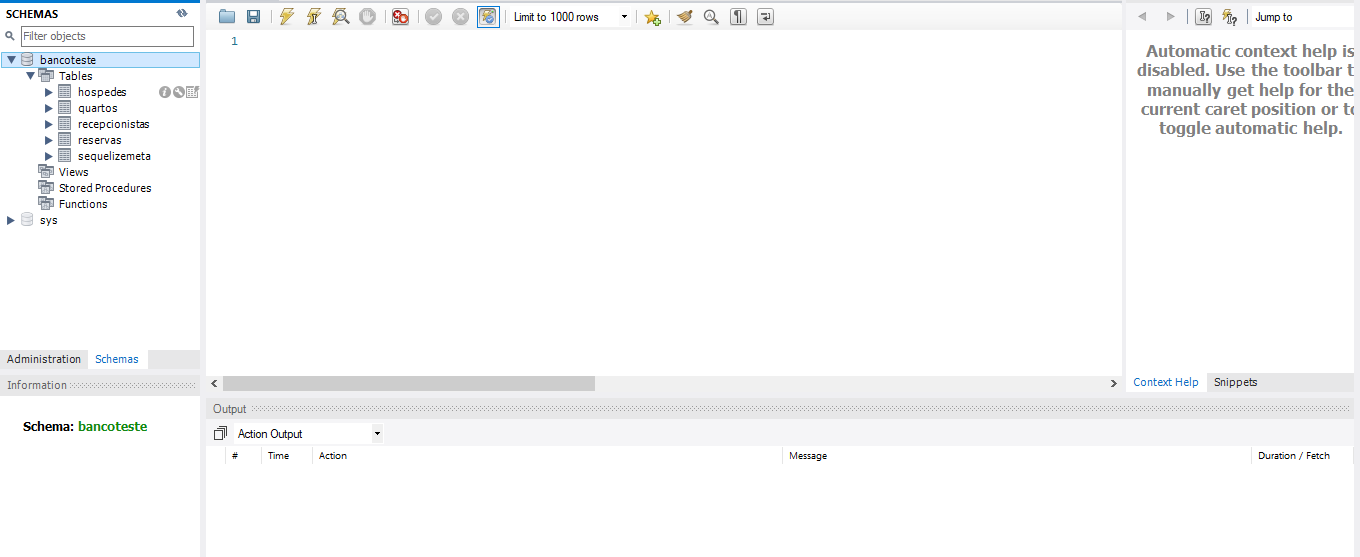 SCHEMAS
Filter objects
bancoteste
Tables
hospedes
quartos
recepcionistas
reservas
sequelizemeta
Views
Stored Procedures
Functions
sys
Administration Schemas
Information
Schema: bancoteste
Limit to 1000 rows
1
Jump to
Automatic context help is
disabled. Use the toolbar t
manually get help for the
current caret position or to
toggle automatic help.
Context Help Snippets
Output
Action Output
# Time Action Message Duration / Fetch